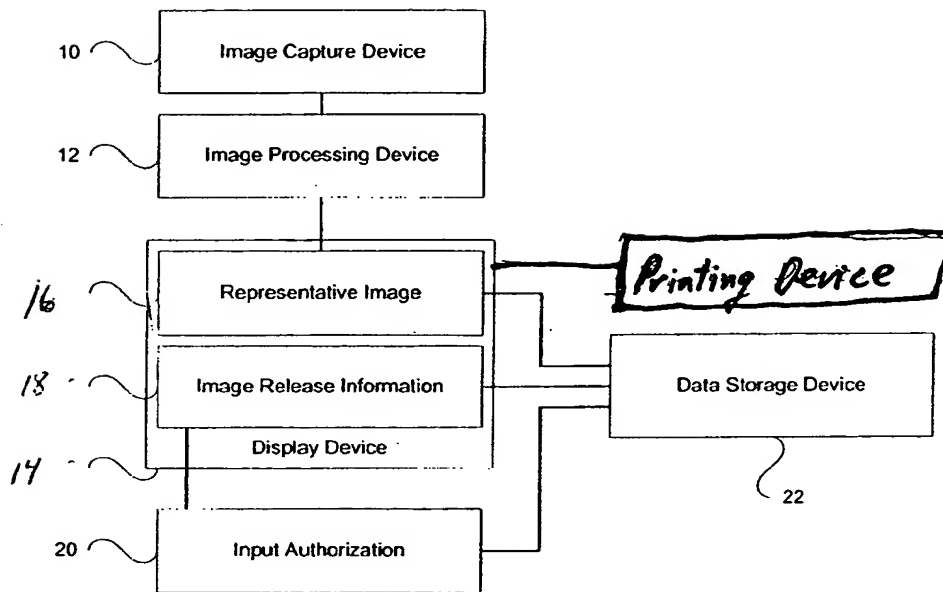 10
Image Capture Device
12
Image Processing Device
Printing Device
16
Representative Image
18
Image Release Information
Data Storage Device
14
Display Device
22
20
Input Authorization